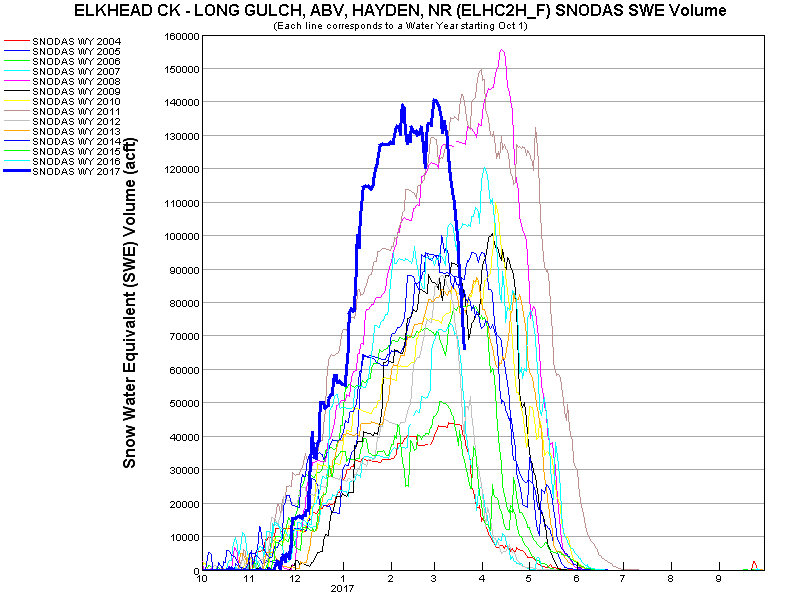 ELKHEAD CK - LONG GULCH, ABV, HAYDEN, NR (ELHC2H_F) SNODAS SWE Volume
(Each line corresponds to a Water Year starting Oct 1)
SNODAS WY 2004
SNODAS WY 2005
SNODAS WY 2006
SNODAS WY 2007
SNODAS WY 2008
SNODAS WY 2009
SNODAS WY 2010
SNODAS WY 2011
SNODAS WY 2012
SNODAS WY 2013
SNODAS WY 2014
SNODAS WY 2015
SNODAS WY 2016
SNODAS WY 2017
Snow Water Equivalent (SWE) Volume (acft)
160000
150000
140000
130000
120000
110000
100000
90000
80000
70000
60000
50000
40000
30000
20000
10000
0
10 11 12 1 2 3 4 5 6 7 8 9
2017